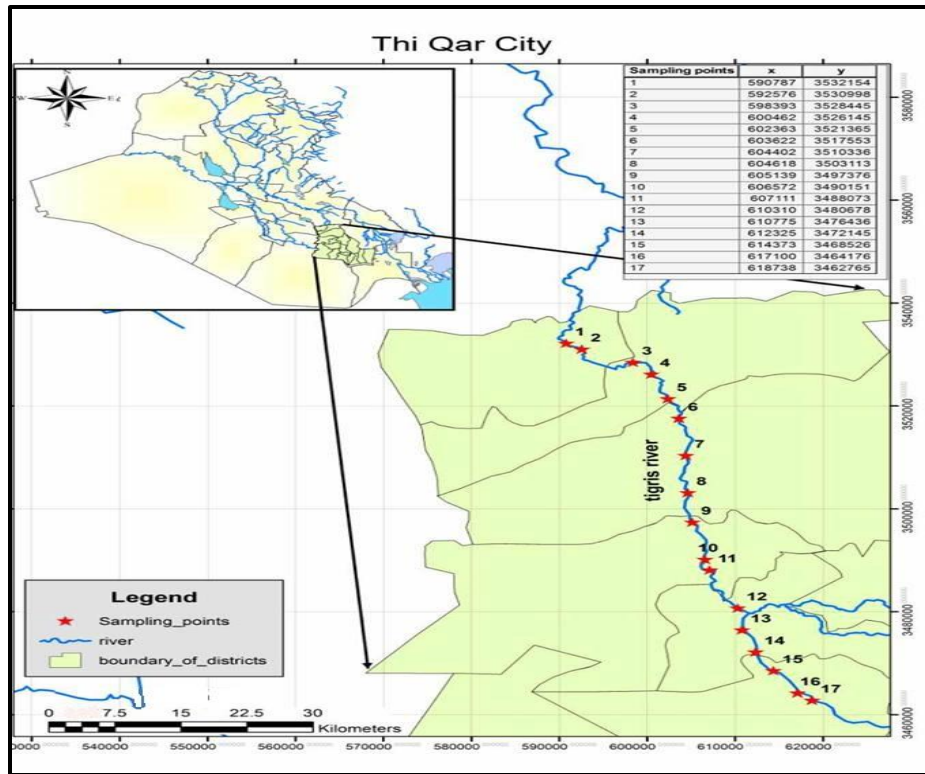 Thi Qar City
N
W
E
S
Sampling points x y
1 590787 3532154
2 592576 3530998
3 598393 3528445
4 600462 3526145
5 602363 3521365
6 603622 3517553
7 604402 3510336
8 604618 3503113
9 605139 3497376
10 606572 3490151
11 607111 3488073
12 610310 3480678
13 610775 3476436
14 612325 3472145
15 614373 3468526
16 617100 3464176
17 618738 3462765
3580000
3560000
3540000
3520000
3500000
3480000
3460000
1
2
3
4
5
6
7
8
9
10
11
12
13
14
15
16
17
tigris river
Legend
Sampling_points
river
boundary_of_districts
0 7.5 15 22.5 30
Kilometers
540000 550000 560000 570000 580000 590000 600000 610000 620000